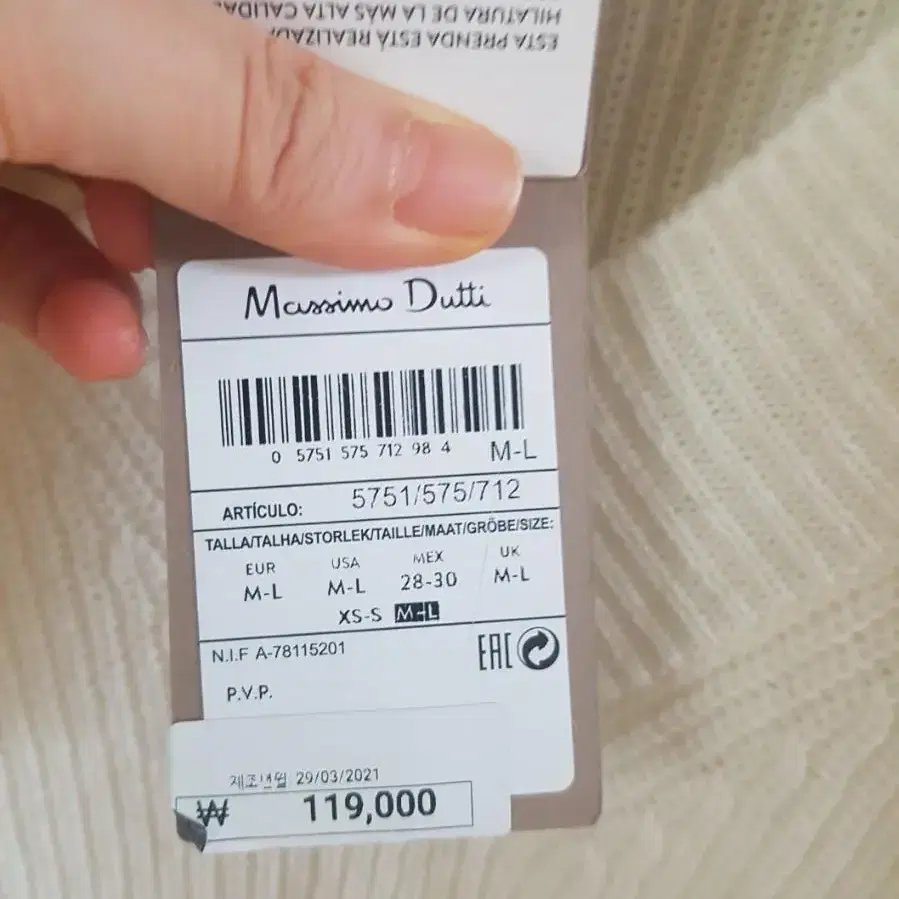 ESTA PRENDA ESTÁ REALIZADA
HILATURA DE LA MÁS ALTA CALIDAD
Massimo Dutti
0 5751 575 712 98 4 M-L
ARTÍCULO: 5751/575/712
TALLA/TALHA/STORLEK/TAILLE/MAAT/GRÖBE/SIZE:
EUR USA MEX UK
M-L M-L 28-30 M-L
XS-S M-L
N.I.F A-78115201
EAC
P.V.P.
제조년월 29/03/2021
₩ 119,000